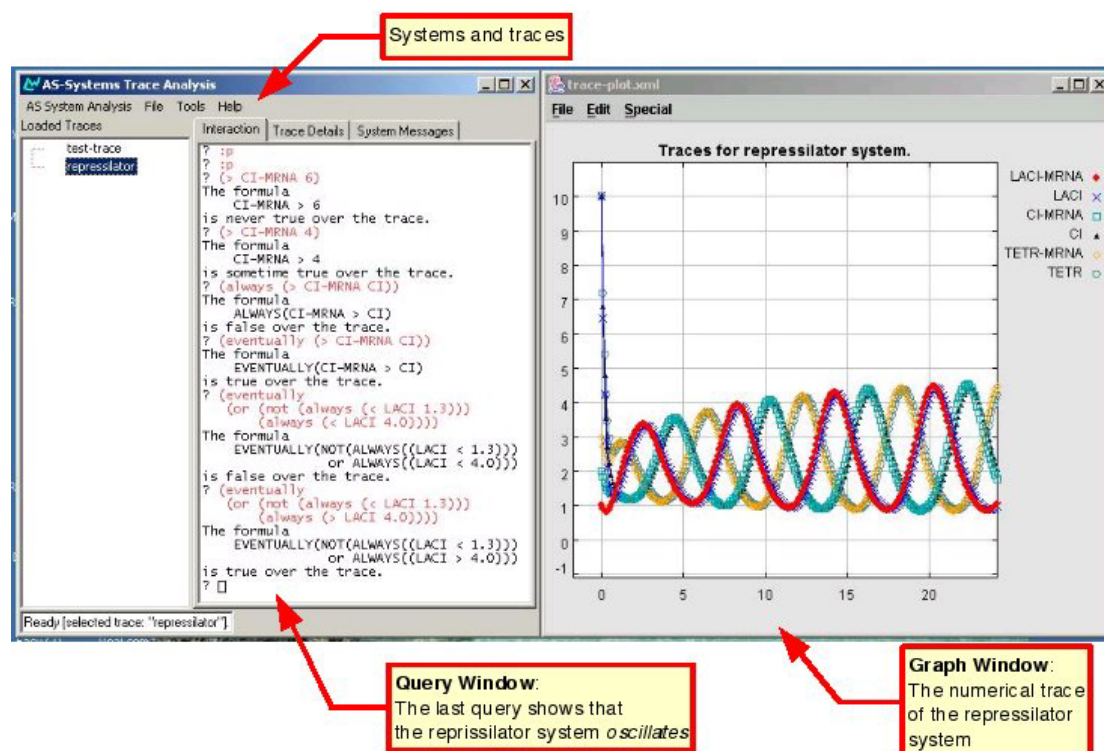 Systems and traces
AS-Systems Trace Analysis
AS System Analysis File Tools Help
Loaded Traces
test-trace
repressilator
Interaction Trace Details System Messages
? :p
? :p
? (> CI-MRNA 6)
The formula
CI-MRNA > 6
is never true over the trace.
? (> CI-MRNA 4)
The formula
CI-MRNA > 4
is sometime true over the trace.
? (always (> CI-MRNA CI))
The formula
ALWAYS(CI-MRNA > CI)
is false over the trace.
? (eventually (> CI-MRNA CI))
The formula
EVENTUALLY(CI-MRNA > CI)
is true over the trace.
? (eventually
(or (not (always (< LACI 1.3)))
(always (< LACI 4.0)))
The formula
EVENTUALLY(NOT(ALWAYS((LACI < 1.3)))
or ALWAYS((LACI < 4.0)))
is false over the trace.
? (eventually
(or (not (always (< LACI 1.3)))
(always (> LACI 4.0))))
The formula
EVENTUALLY(NOT(ALWAYS((LACI < 1.3)))
or ALWAYS((LACI > 4.0)))
is true over the trace.
?
Ready [selected trace: "repressilator"]
trace-plot.xml
File Edit Special
Traces for repressilator system.
LACI-MRNA
LACI
CI-MRNA
CI
TETR-MRNA
TETR
10
9
8
7
6
5
4
3
2
1
0
-1
0 5 10 15 20
Query Window:
The last query shows that
the reprissilator system oscillates
Graph Window:
The numerical trace
of the repressilator
system